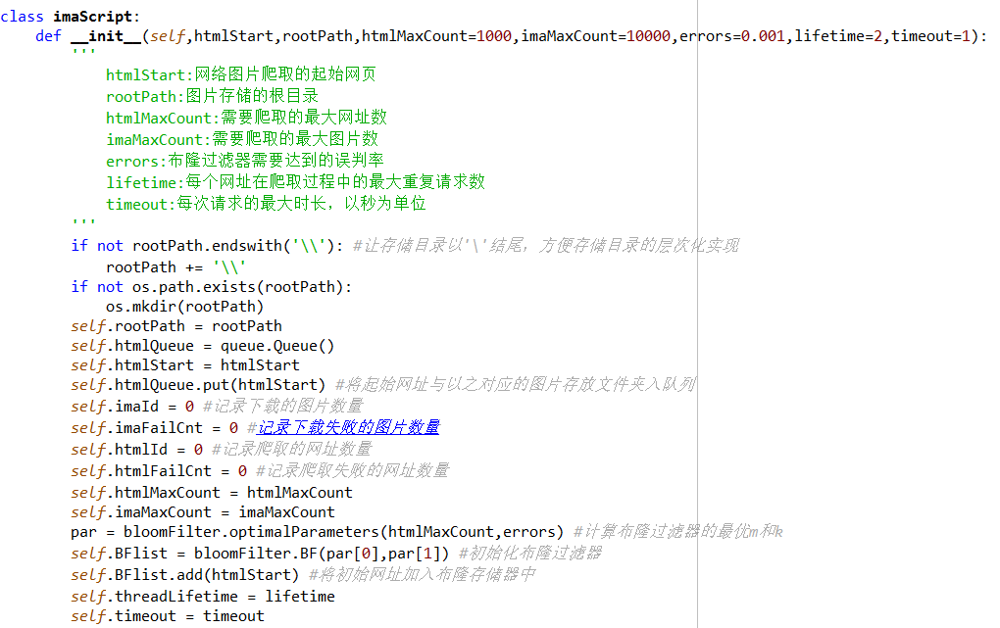 class imaScript:
    def __init__(self,htmlStart,rootPath,htmlMaxCount=1000,imaMaxCount=10000,errors=0.001,lifetime=2,timeout=1):
        '''
            htmlStart:网络图片爬取的起始网页
            rootPath:图片存储的根目录
            htmlMaxCount:需要爬取的最大网址数
            imaMaxCount:需要爬取的最大图片数
            errors:布隆过滤器需要达到的误判率
            lifetime:每个网址在爬取过程中的最大重复请求数
            timeout:每次请求的最大时长，以秒为单位
        '''
        if not rootPath.endswith('\\'): #让存储目录以'\'结尾，方便存储目录的层次化实现
            rootPath += '\\'
        if not os.path.exists(rootPath):
            os.mkdir(rootPath)
        self.rootPath = rootPath
        self.htmlQueue = queue.Queue()
        self.htmlStart = htmlStart
        self.htmlQueue.put(htmlStart) #将起始网址与以之对应的图片存放文件夹入队列
        self.imaId = 0 #记录下载的图片数量
        self.imaFailCnt = 0 #记录下载失败的图片数量
        self.htmlId = 0 #记录爬取的网址数量
        self.htmlFailCnt = 0 #记录爬取失败的网址数量
        self.htmlMaxCount = htmlMaxCount
        self.imaMaxCount = imaMaxCount
        par = bloomFilter.optimalParameters(htmlMaxCount,errors) #计算布隆过滤器的最优m和k
        self.BFlist = bloomFilter.BF(par[0],par[1]) #初始化布隆过滤器
        self.BFlist.add(htmlStart) #将初始网址加入布隆存储器中
        self.threadLifetime = lifetime
        self.timeout = timeout